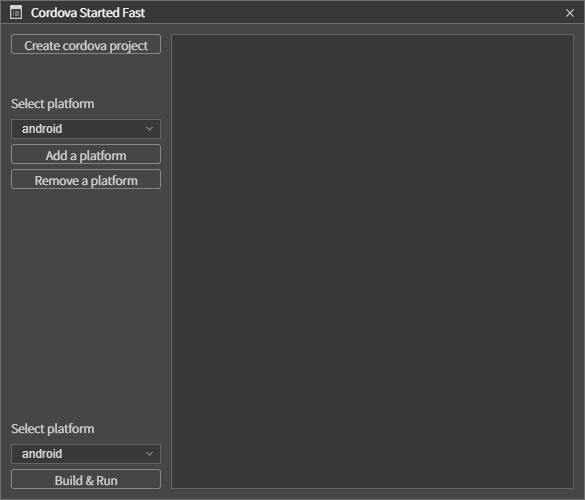 Cordova Started Fast
Create cordova project
Select platform
android
Add a platform
Remove a platform
Select platform
android
Build & Run